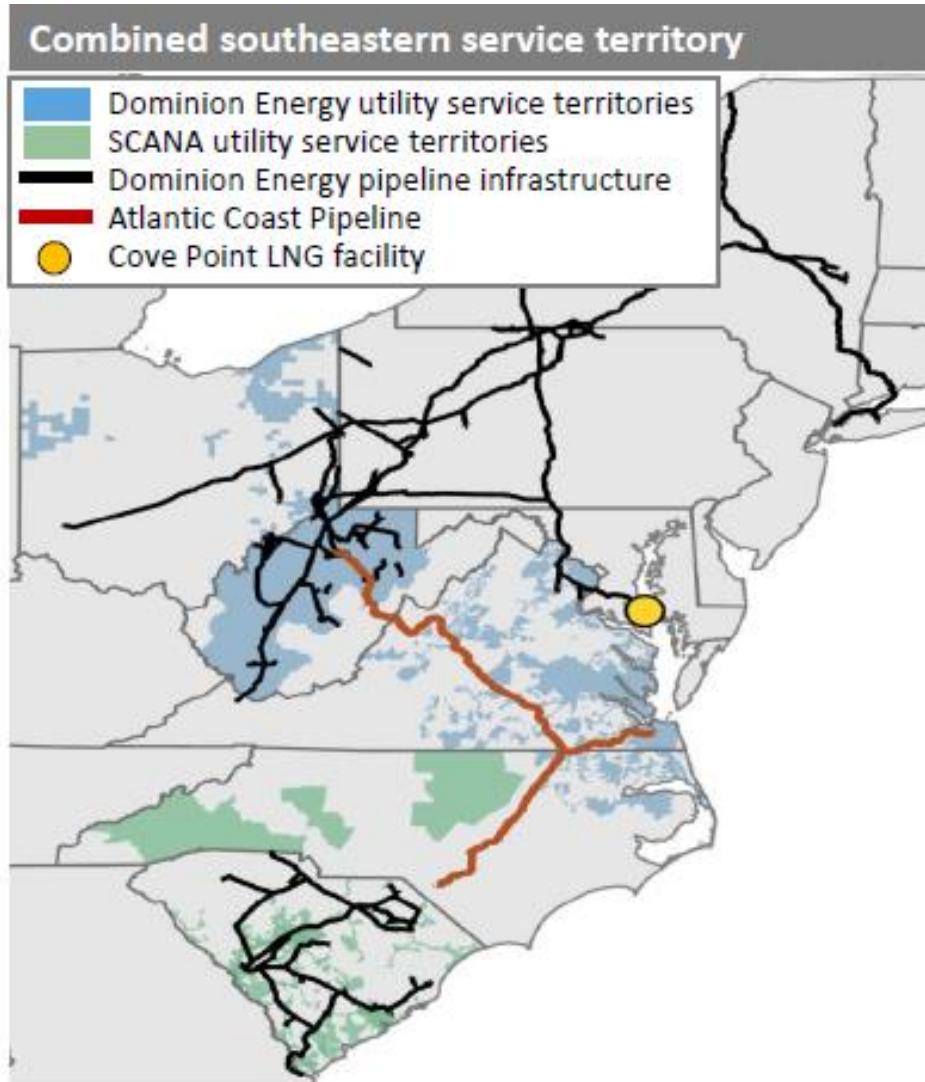 Combined southeastern service territory
Dominion Energy utility service territories
SCANA utility service territories
Dominion Energy pipeline infrastructure
Atlantic Coast Pipeline
Cove Point LNG facility